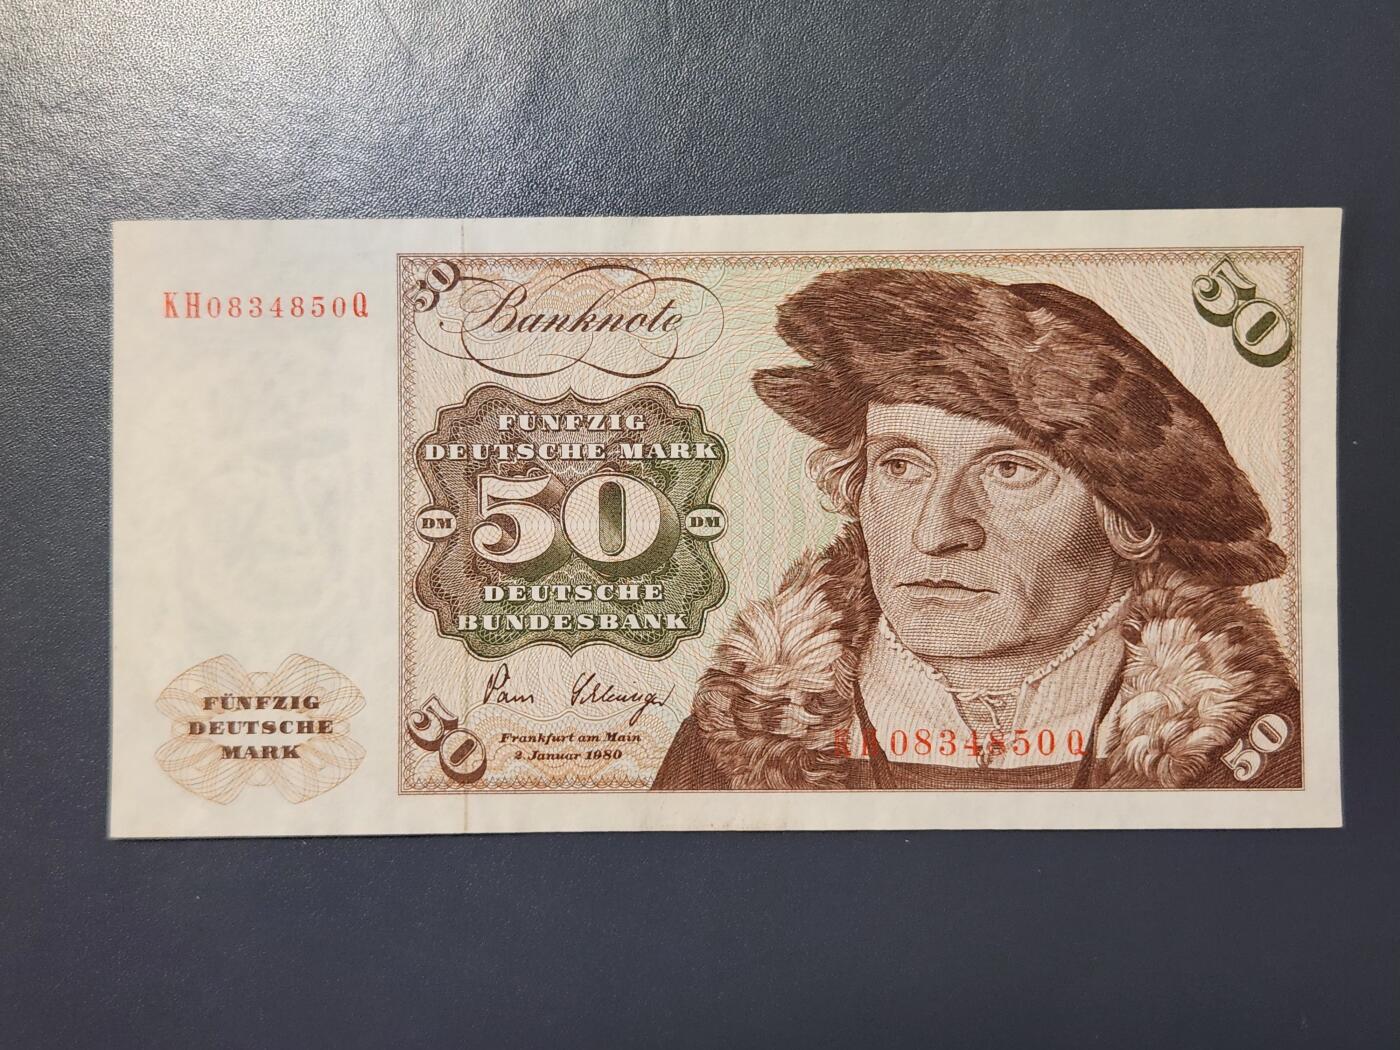 KH0834850Q
50
Banknote
50
FÜNFZIG
DEUTSCHE MARK
DM
50
DM
DEUTSCHE
BUNDESBANK
50
Frankfurt am Main
2. Januar 1980
FÜNFZIG
DEUTSCHE
MARK
KH0834850Q
50